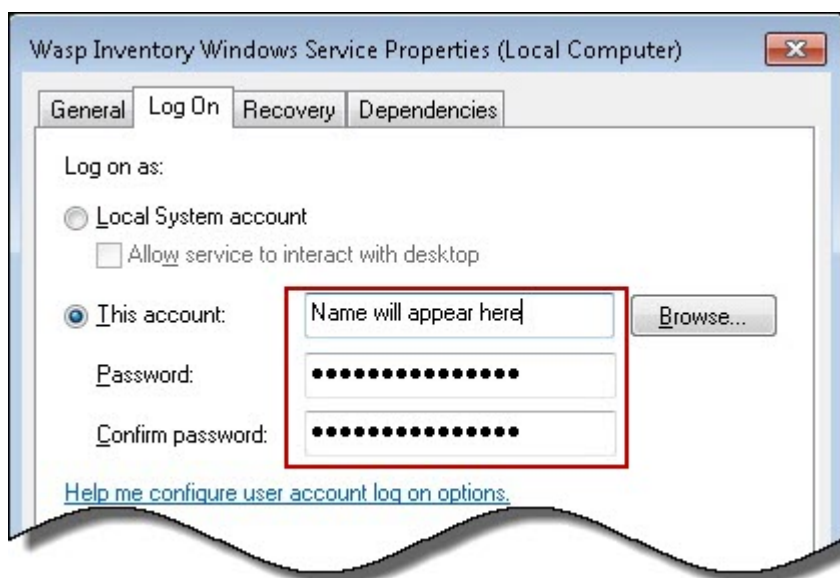 Wasp Inventory Windows Service Properties (Local Computer)
General Log On Recovery Dependencies
Log on as:
Local System account
Allow service to interact with desktop
This account: Name will appear here Browse...
Password: ●●●●●●●●●●●●●●●
Confirm password: ●●●●●●●●●●●●●●●
Help me configure user account log on options.